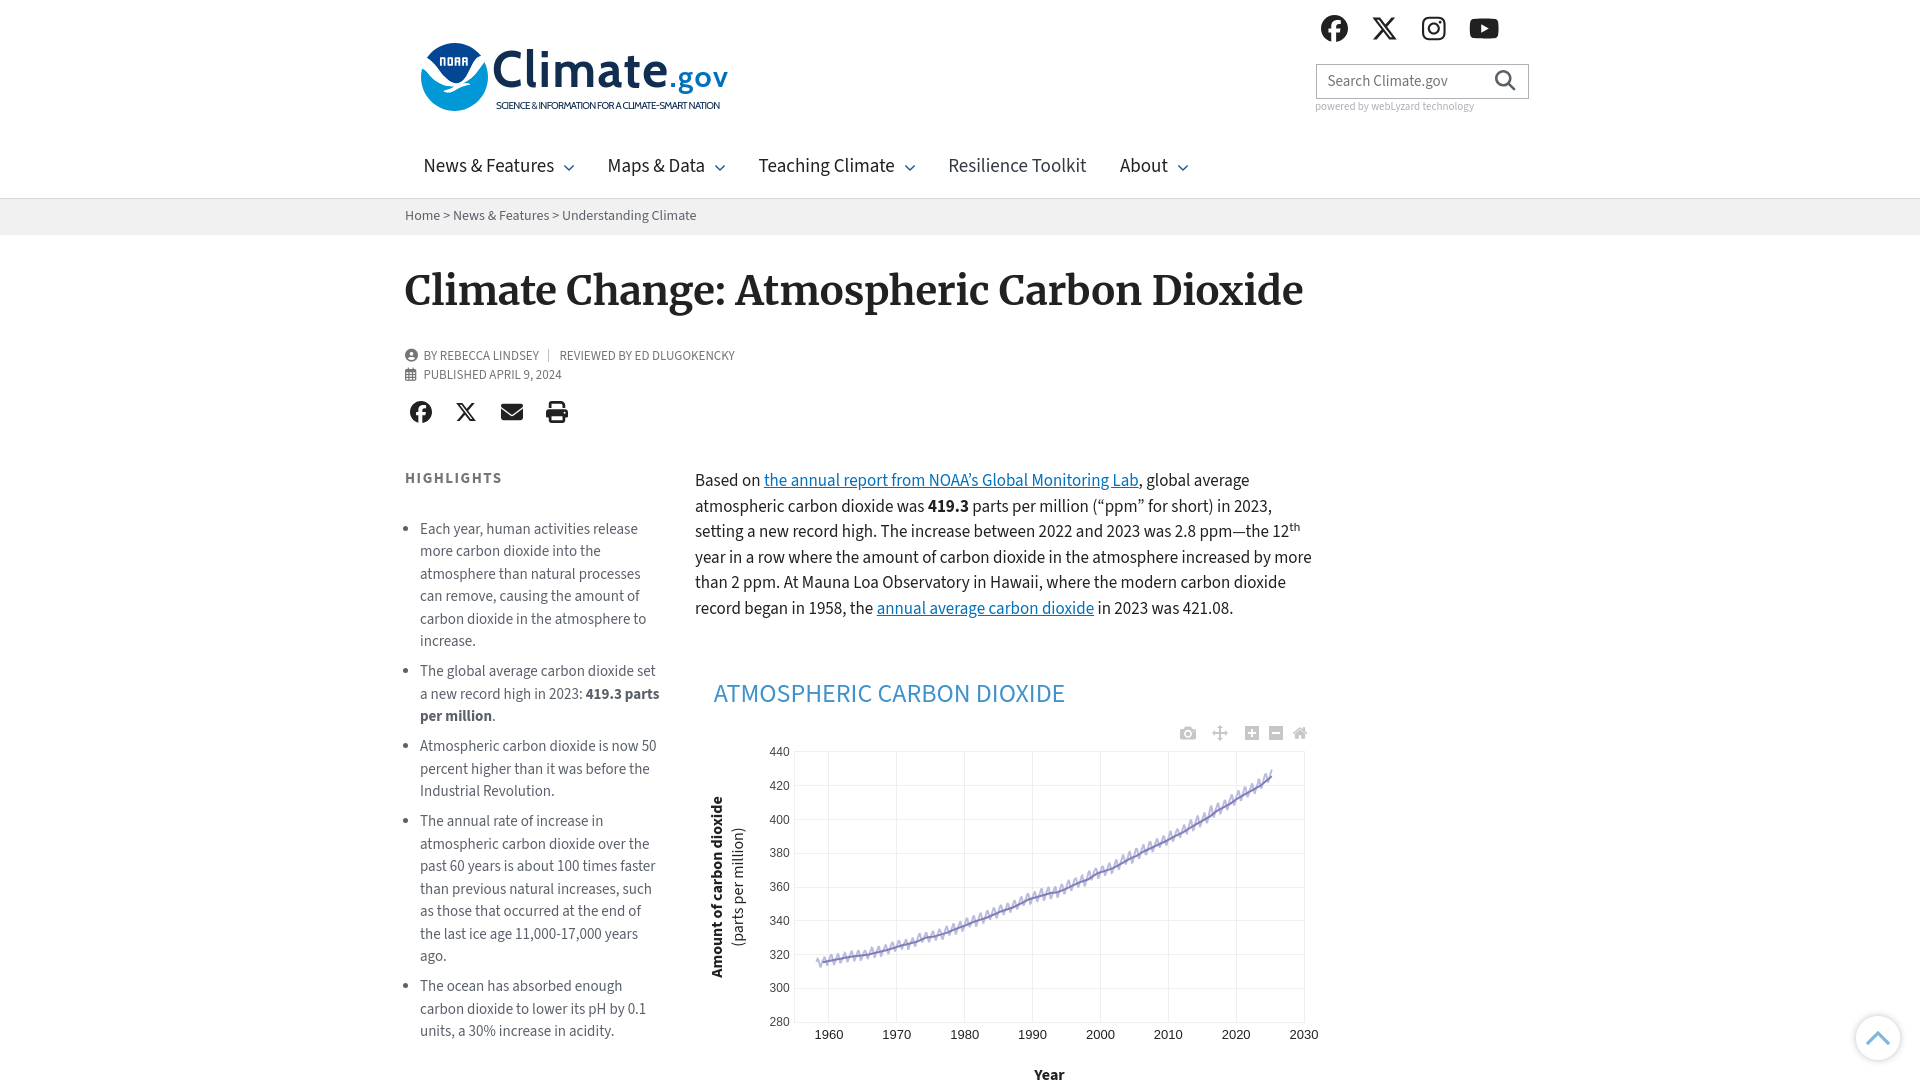 NOAA
Climate.gov
SCIENCE & INFORMATION FOR A CLIMATE-SMART NATION
Search Climate.gov
powered by webLyzard technology
News & Features
Maps & Data
Teaching Climate
Resilience Toolkit
About
Home > News & Features > Understanding Climate
Climate Change: Atmospheric Carbon Dioxide
BY REBECCA LINDSEY
REVIEWED BY ED DLUGOKENCKY
PUBLISHED APRIL 9, 2024
HIGHLIGHTS
Each year, human activities release
more carbon dioxide into the
atmosphere than natural processes
can remove, causing the amount of
carbon dioxide in the atmosphere to
increase.
The global average carbon dioxide set
a new record high in 2023: 419.3 parts
per million.
Atmospheric carbon dioxide is now 50
percent higher than it was before the
Industrial Revolution.
The annual rate of increase in
atmospheric carbon dioxide over the
past 60 years is about 100 times faster
than previous natural increases, such
as those that occurred at the end of
the last ice age 11,000-17,000 years
ago.
The ocean has absorbed enough
carbon dioxide to lower its pH by 0.1
units, a 30% increase in acidity.
Based on the annual report from NOAA’s Global Monitoring Lab, global average
atmospheric carbon dioxide was 419.3 parts per million (“ppm” for short) in 2023,
setting a new record high. The increase between 2022 and 2023 was 2.8 ppm—the 12th
year in a row where the amount of carbon dioxide in the atmosphere increased by more
than 2 ppm. At Mauna Loa Observatory in Hawaii, where the modern carbon dioxide
record began in 1958, the annual average carbon dioxide in 2023 was 421.08.
ATMOSPHERIC CARBON DIOXIDE
Amount of carbon dioxide
(parts per million)
440
420
400
380
360
340
320
300
280
1960
1970
1980
1990
2000
2010
2020
2030
Year